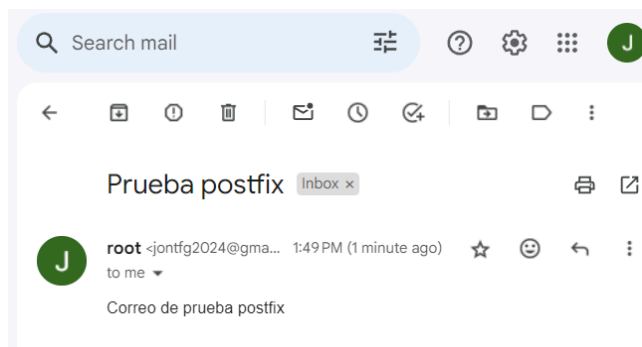 Search mail
J
Prueba postfix Inbox ×
J
root <jontfg2024@gma... 1:49 PM (1 minute ago)
to me
Correo de prueba postfix